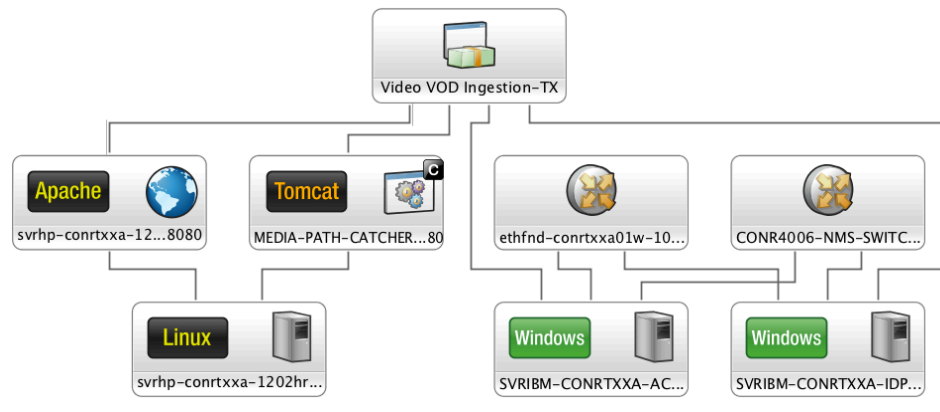 Video VOD Ingestion-TX
Apache
svrhp-conrtxxa-12...8080
Tomcat
C
MEDIA-PATH-CATCHER...80
ethfnd-conrtxxa01w-10...
CONR4006-NMS-SWITC...
Linux
svrhp-conrtxxa-1202hr...
Windows
SVRIBM-CONRTXXA-AC...
Windows
SVRIBM-CONRTXXA-IDP...